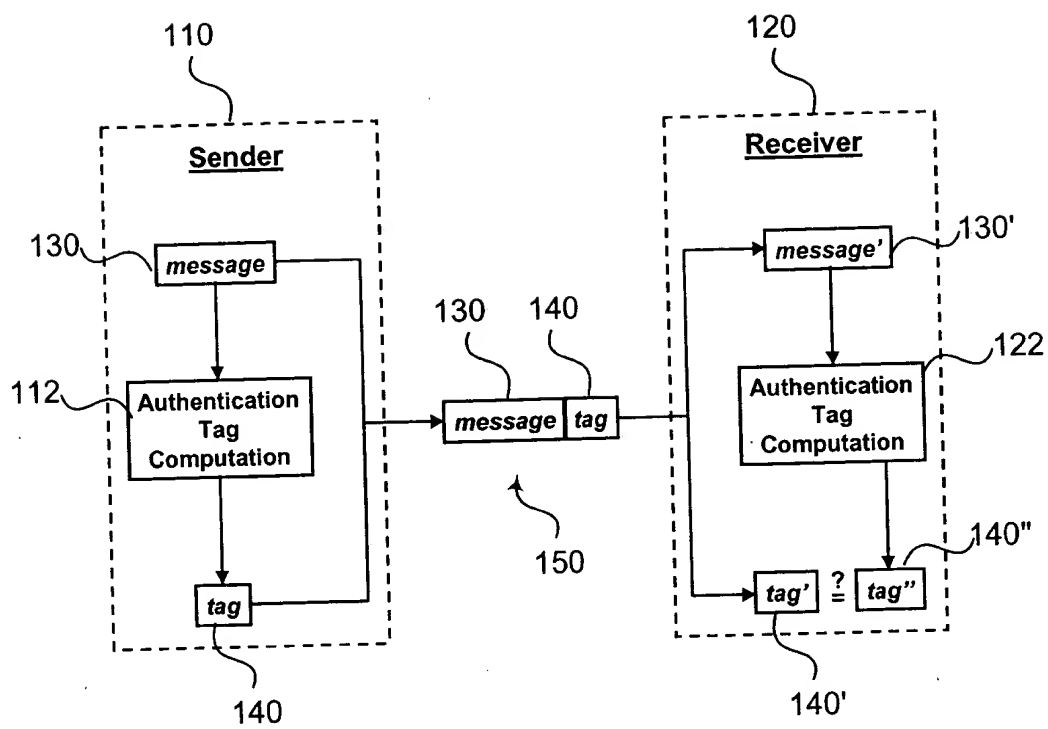 110
120
Sender
Receiver
130
message
message'
130'
130
140
112
Authentication
Tag
Computation
message
tag
Authentication
Tag
Computation
122
150
tag
tag'
?
=
tag"
140"
140
140'